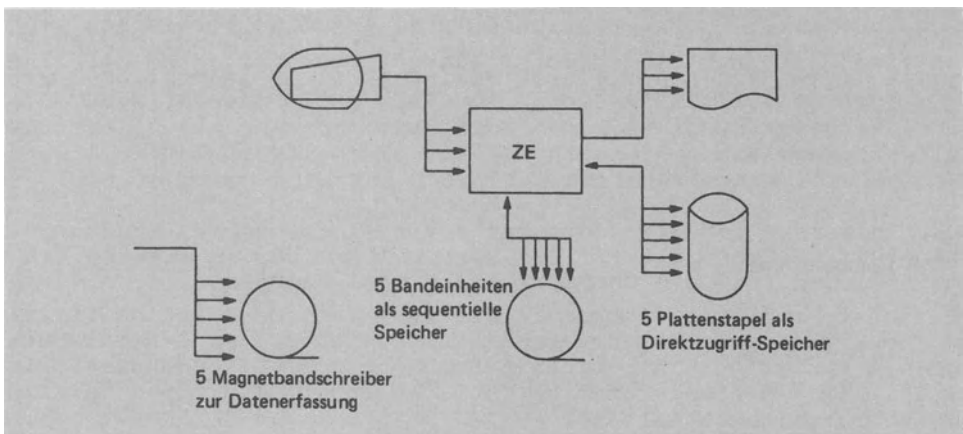 ZE
5 Bandeinheiten
als sequentielle
Speicher
5 Plattenstapel als
Direktzugriff-Speicher
5 Magnetbandschreiber
zur Datenerfassung